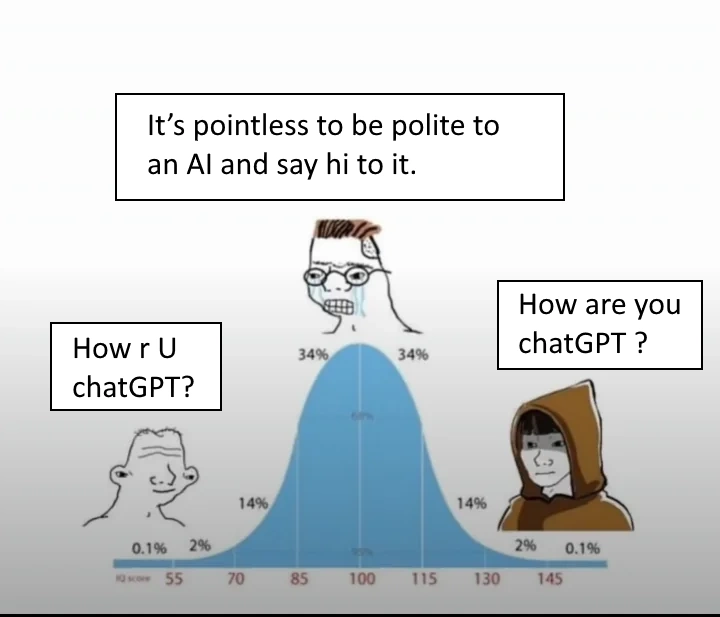 It’s pointless to be polite to
an AI and say hi to it.
How are you
chatGPT ?
How r U
chatGPT?
34%
34%
68%
14%
14%
0.1%
2%
2%
0.1%
95%
IQ score
55
70
85
100
115
130
145